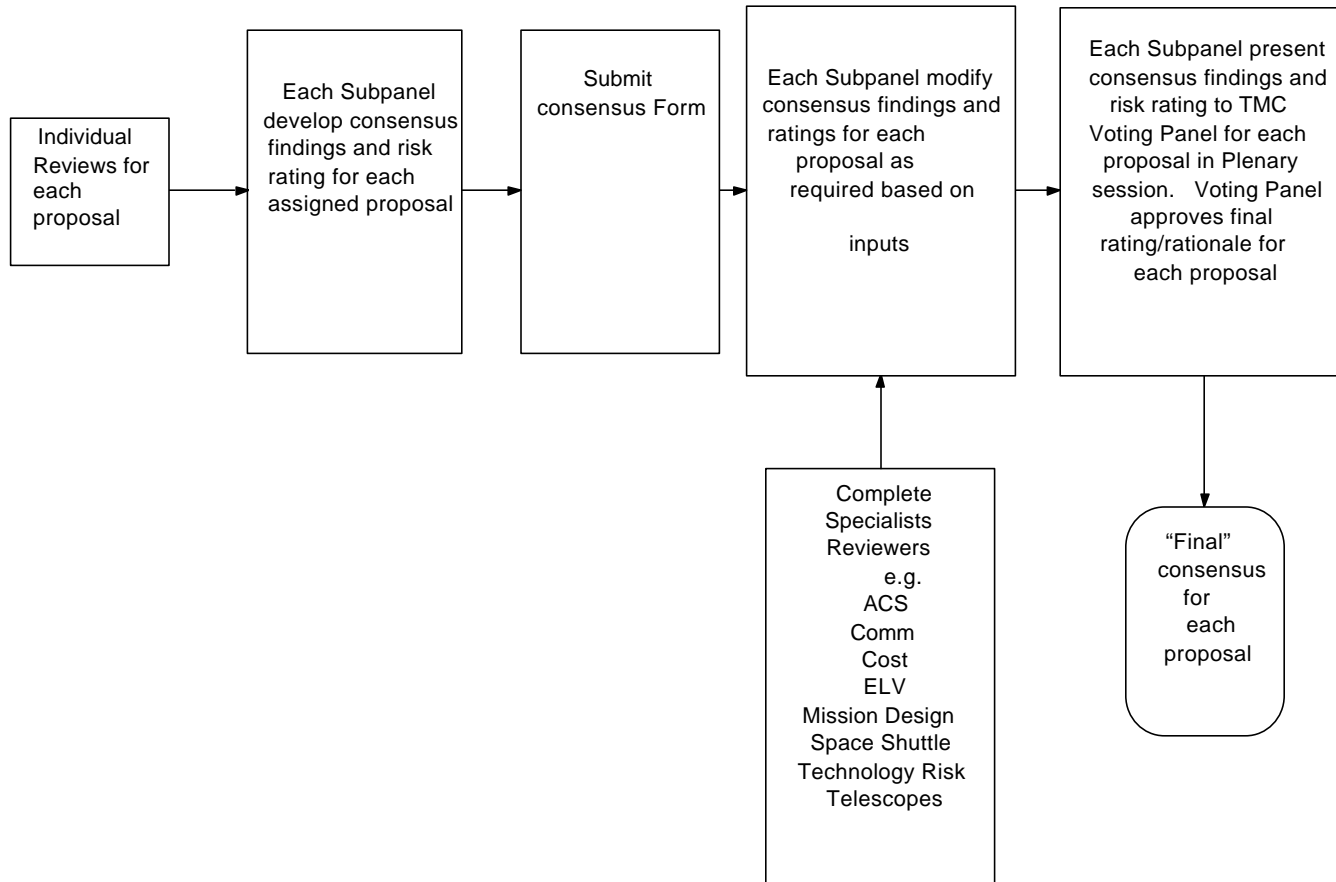 Individual
Reviews for
each
proposal
Each Subpanel
develop consensus
findings and risk
rating for each
assigned proposal
Submit
consensus Form
Each Subpanel modify
consensus findings and
ratings for each
proposal as
required based on
inputs
Each Subpanel present
consensus findings and
risk rating to TMC
Voting Panel for each
proposal in Plenary
session. Voting Panel
approves final
rating/rationale for
each proposal
Complete
Specialists
Reviewers
e.g.
ACS
Comm
Cost
ELV
Mission Design
Space Shuttle
Technology Risk
Telescopes
“Final”
consensus
for
each
proposal